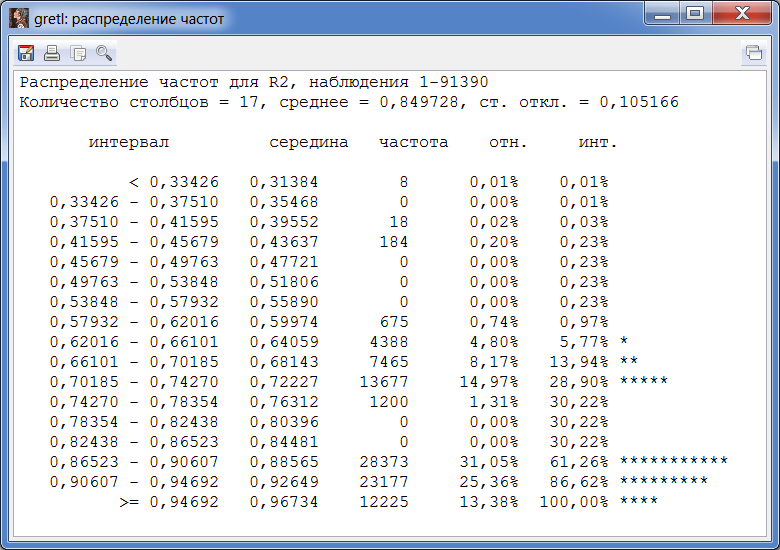 gretl: распределение частот
Распределение частот для R2, наблюдения 1-91390
Количество столбцов = 17, среднее = 0,849728, ст. откл. = 0,105166
интервал середина частота отн. инт.
< 0,33426 0,31384 8 0,01% 0,01%
0,33426 - 0,37510 0,35468 0 0,00% 0,01%
0,37510 - 0,41595 0,39552 18 0,02% 0,03%
0,41595 - 0,45679 0,43637 184 0,20% 0,23%
0,45679 - 0,49763 0,47721 0 0,00% 0,23%
0,49763 - 0,53848 0,51806 0 0,00% 0,23%
0,53848 - 0,57932 0,55890 0 0,00% 0,23%
0,57932 - 0,62016 0,59974 675 0,74% 0,97%
0,62016 - 0,66101 0,64059 4388 4,80% 5,77% *
0,66101 - 0,70185 0,68143 7465 8,17% 13,94% **
0,70185 - 0,74270 0,72227 13677 14,97% 28,90% *****
0,74270 - 0,78354 0,76312 1200 1,31% 30,22%
0,78354 - 0,82438 0,80396 0 0,00% 30,22%
0,82438 - 0,86523 0,84481 0 0,00% 30,22%
0,86523 - 0,90607 0,88565 28373 31,05% 61,26% ***********
0,90607 - 0,94692 0,92649 23177 25,36% 86,62% *********
>= 0,94692 0,96734 12225 13,38% 100,00% ****